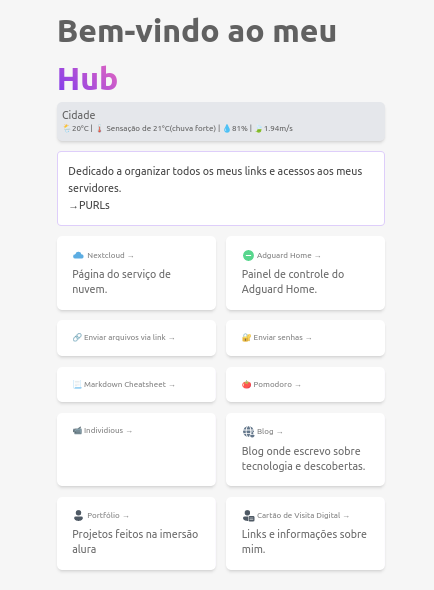 Bem-vindo ao meu
Hub
Cidade
20°C | Sensação de 21°C(chuva forte) | 81% | 1.94m/s
Dedicado a organizar todos os meus links e acessos aos meus
servidores.
→PURLs
Nextcloud →
Página do serviço de
nuvem.
Adguard Home →
Painel de controle do
Adguard Home.
Enviar arquivos via link →
Enviar senhas →
Markdown Cheatsheet →
Pomodoro →
Individious →
Blog →
Blog onde escrevo sobre
tecnologia e descobertas.
Portfólio →
Projetos feitos na imersão
alura
Cartão de Visita Digital →
Links e informações sobre
mim.